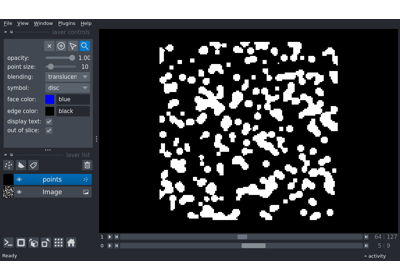 File View Window Plugins Help
layer controls
opacity: 1.00
point size: 10
blending: translucen
symbol: disc
face color: blue
edge color: black
display text:
out of slice:
layer list
points
Image
1 64 127
0 5 9
Ready activity